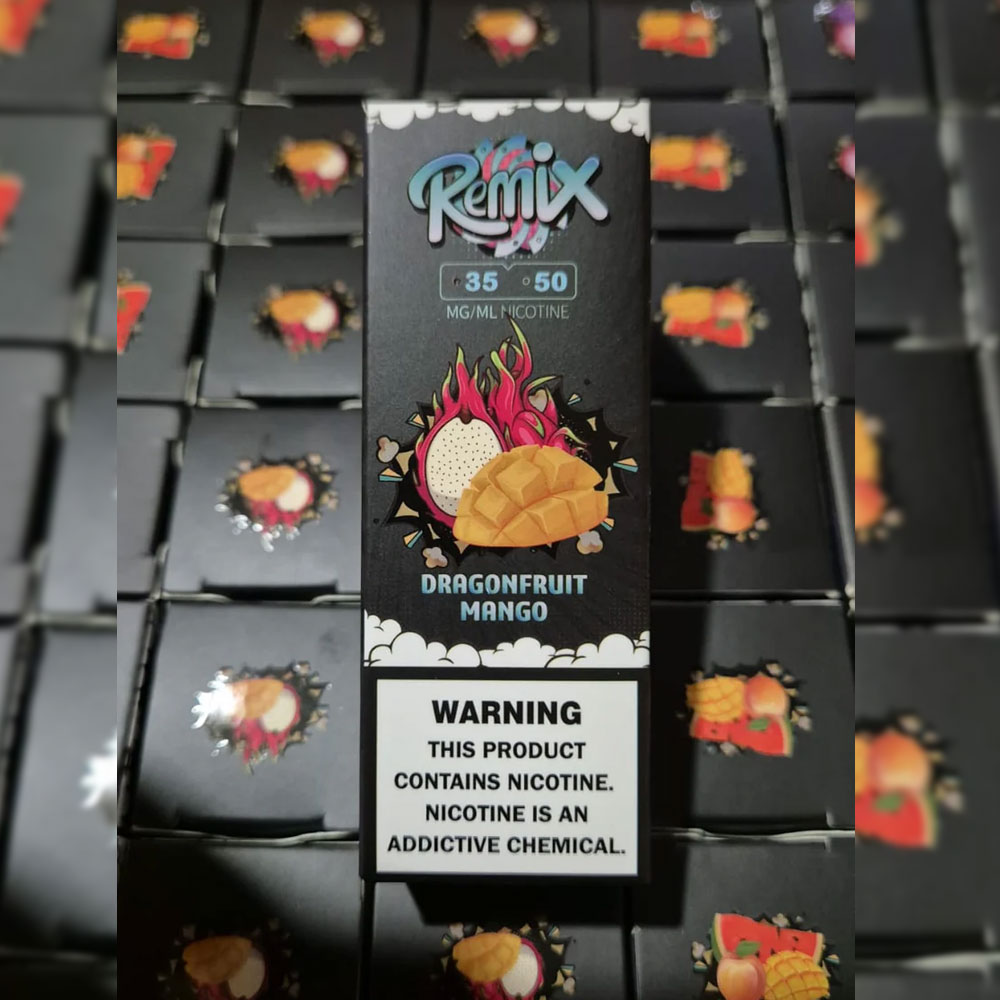 Remix
35 50
MG/ML NICOTINE
DRAGONFRUIT
MANGO
WARNING
THIS PRODUCT
CONTAINS NICOTINE.
NICOTINE IS AN
ADDICTIVE CHEMICAL.